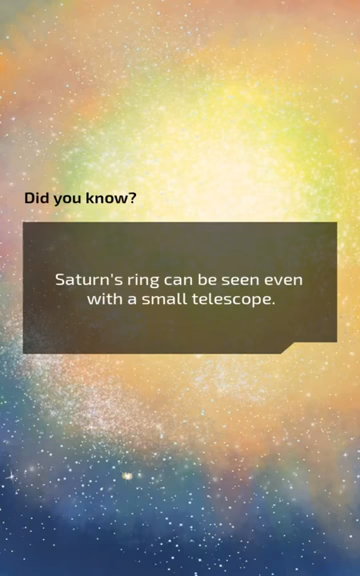 Did you know?
Saturn's ring can be seen even
with a small telescope.